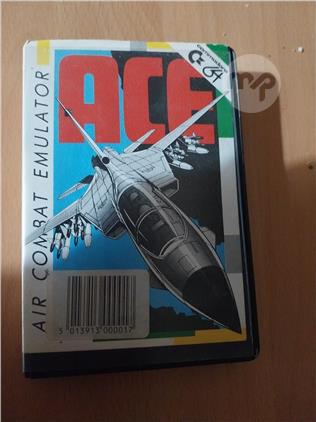 ACE
commodore
64
AIR COMBAT EMULATOR
5 013913 000017